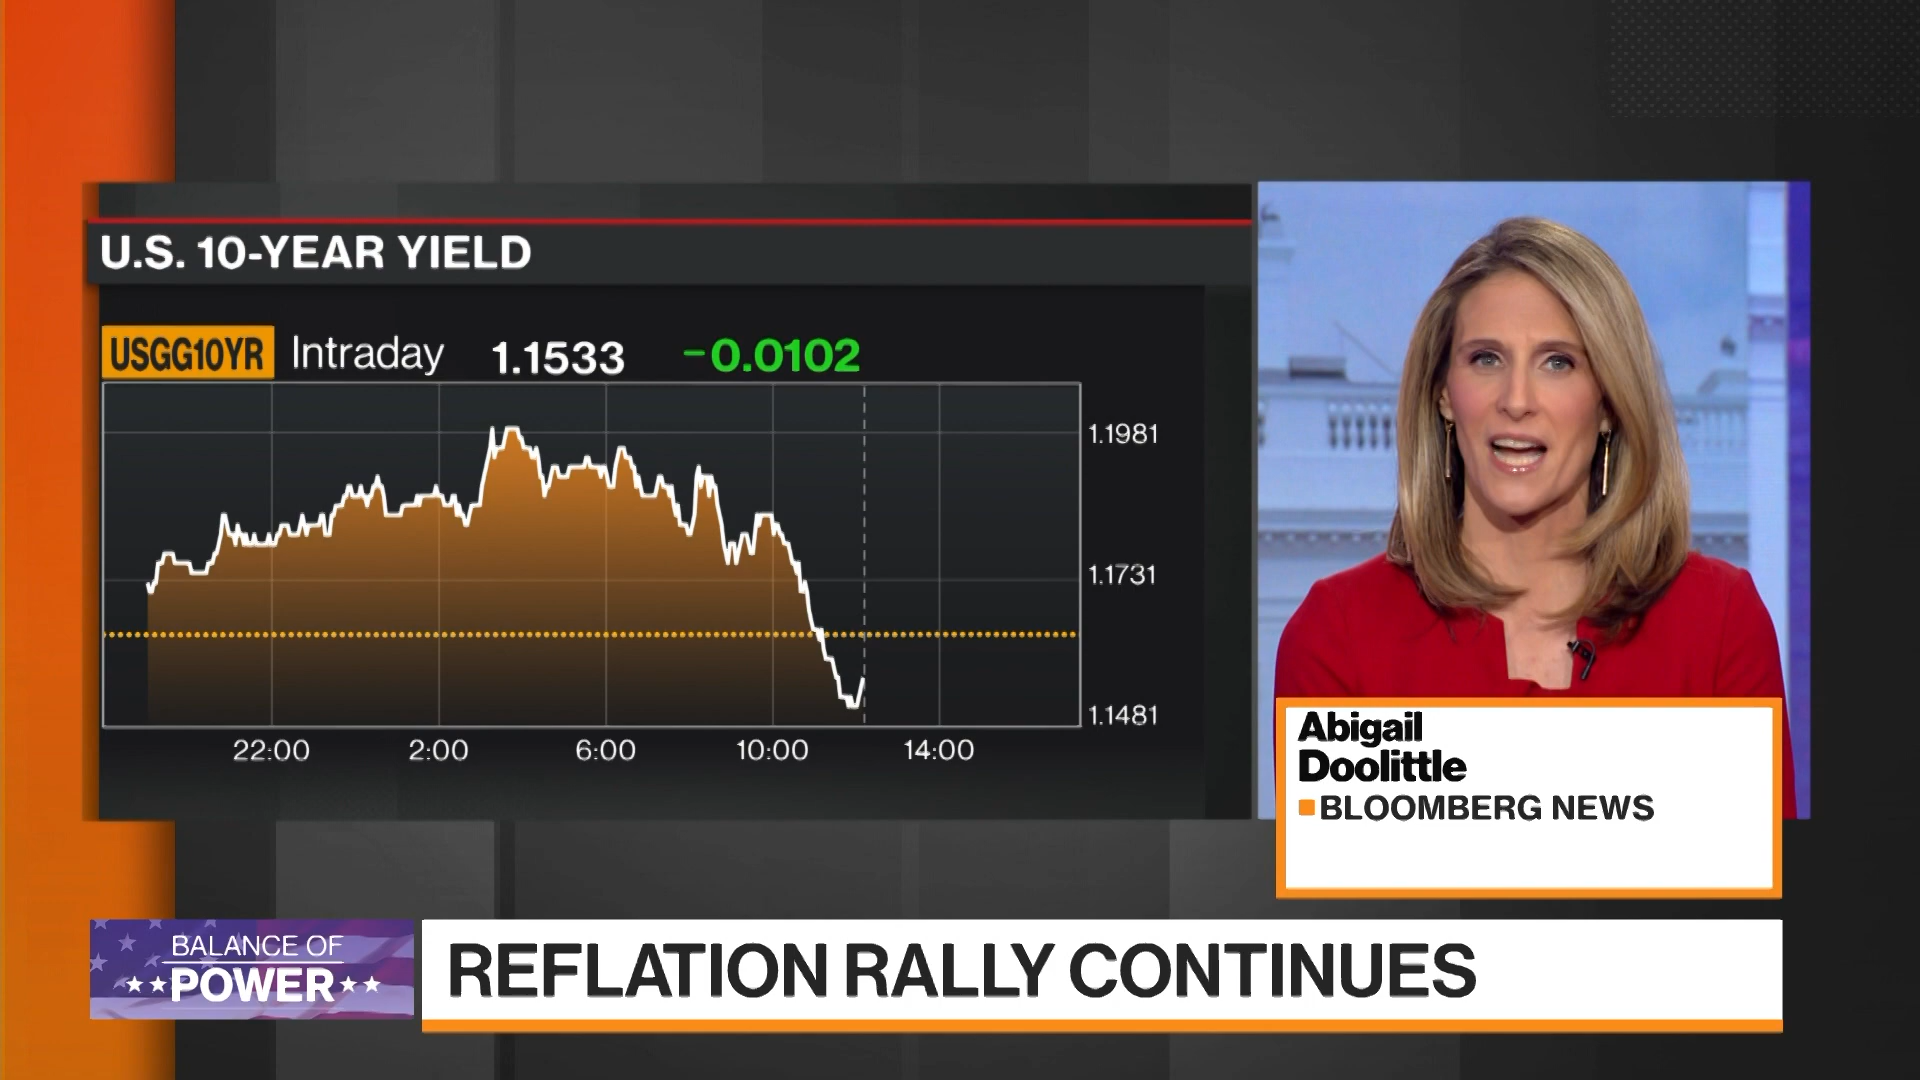 U.S. 10-YEAR YIELD
USGG10YR Intraday 1.1533 -0.0102
1.1981
1.1731
1.1481
22:00 2:00 6:00 10:00 14:00
Abigail
Doolittle
BLOOMBERG NEWS
BALANCE OF
POWER
REFLATION RALLY CONTINUES